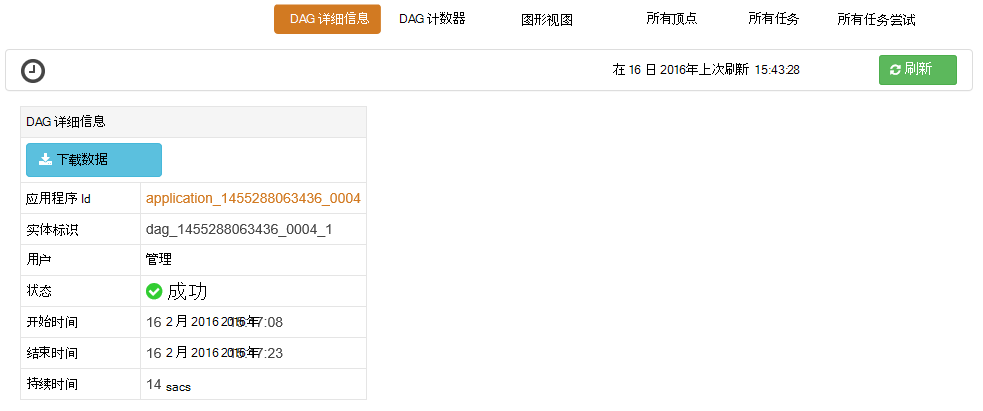 DAG 详细信息 DAG 计数器 图形视图 所有顶点 所有任务 所有任务尝试
在 16 日 2016年上次刷新 15:43:28 刷新
DAG 详细信息
下载数据
应用程序 Id application_1455288063436_0004
实体标识 dag_1455288063436_0004_1
用户 管理
状态 成功
开始时间 16 2 月 2016 :08
结束时间 16 2 月 2016 :23
持续时间 14 sacs